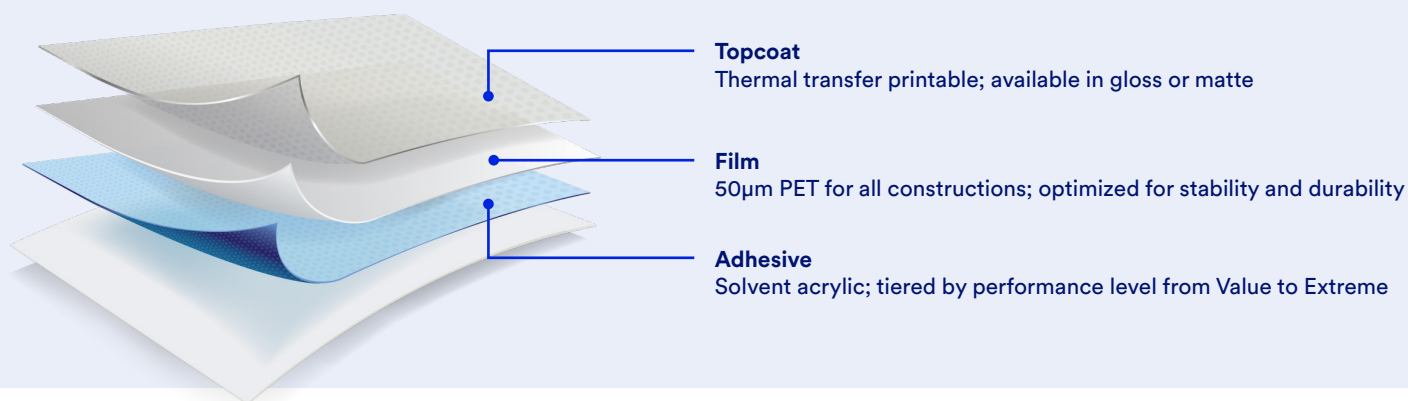 Topcoat
Thermal transfer printable; available in gloss or matte
Film
50µm PET for all constructions; optimized for stability and durability
Adhesive
Solvent acrylic; tiered by performance level from Value to Extreme